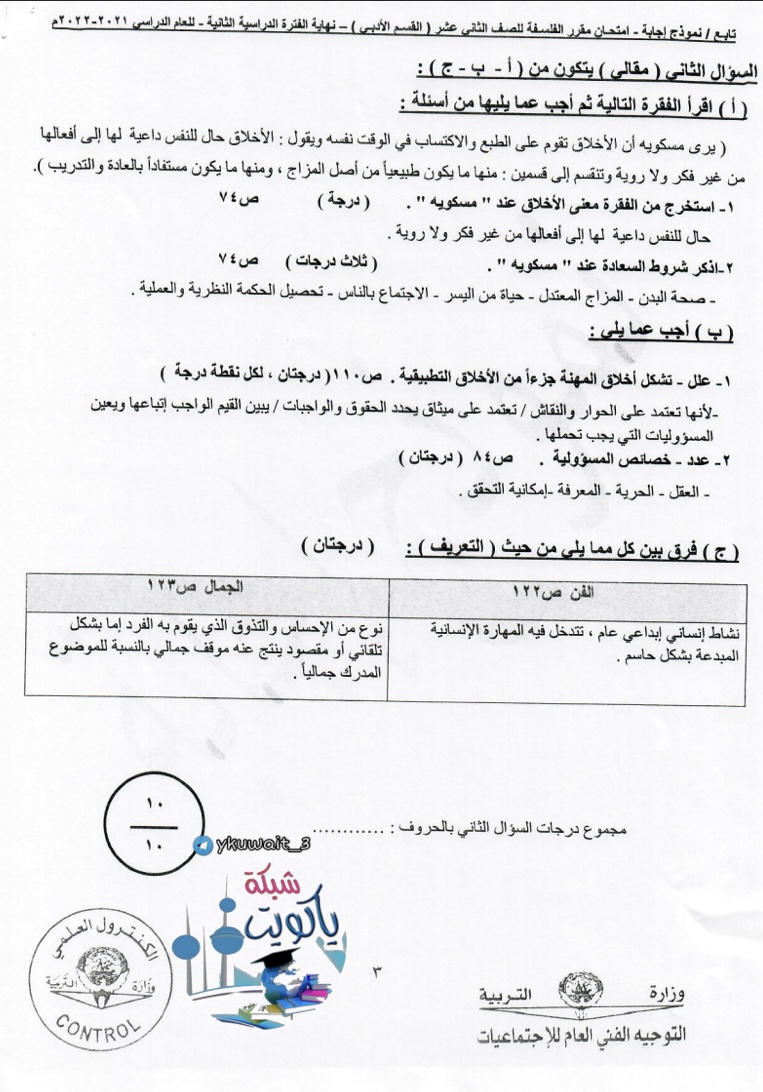 تابع / نموذج إجابة - امتحان مقرر الفلسفة للصف الثاني عشر ( القسم الأدبي ) – نهاية الفترة الدراسية الثانية - للعام الدراسي ٢٠٢١-٢٠٢٢م
السؤال الثاني ( مقالي ) يتكون من ( أ - ب - ج ) :
( أ ) اقرأ الفقرة التالية ثم أجب عما يليها من أسئلة :
( يرى مسكويه أن الأخلاق تقوم على الطبع والاكتساب في الوقت نفسه ويقول : الأخلاق حال للنفس داعية لها إلى أفعالها
من غير فكر ولا روية وتنقسم إلى قسمين : منها ما يكون طبيعياً من أصل المزاج ، ومنها ما يكون مستفاداً بالعادة والتدريب ).
١- استخرج من الفقرة معنى الأخلاق عند " مسكويه " . ( درجة ) ص٧٤
حال للنفس داعية لها إلى أفعالها من غير فكر ولا روية .
٢-اذكر شروط السعادة عند " مسكويه " . ( ثلاث درجات ) ص٧٤
- صحة البدن - المزاج المعتدل - حياة من اليسر - الاجتماع بالناس - تحصيل الحكمة النظرية والعملية .
( ب ) أجب عما يلي :
١- علل - تشكل أخلاق المهنة جزءاً من الأخلاق التطبيقية . ص١١٠( درجتان ، لكل نقطة درجة )
-لأنها تعتمد على الحوار والنقاش / تعتمد على ميثاق يحدد الحقوق والواجبات / يبين القيم الواجب إتباعها ويعين
المسؤوليات التي يجب تحملها .
٢- عدد - خصائص المسؤولية . ص٨٤ ( درجتان )
- العقل - الحرية - المعرفة -إمكانية التحقق .
( ج ) فرق بين كل مما يلي من حيث ( التعريف ) : ( درجتان )
الفن ص١٢٢
الجمال ص١٢٣
نشاط إنساني إبداعي عام ، تتدخل فيه المهارة الإنسانية
المبدعة بشكل حاسم .
نوع من الإحساس والتذوق الذي يقوم به الفرد إما بشكل
تلقائي أو مقصود ينتج عنه موقف جمالي بالنسبة للموضوع
المدرك جمالياً .
١٠
١٠
مجموع درجات السؤال الثاني بالحروف : ............
ykuwait_3
شبكة
ياكويت
الكنترول العلمي
وزارة التربية
CONTROL
٣
وزارة التربية
التوجيه الفني العام للإجتماعيات